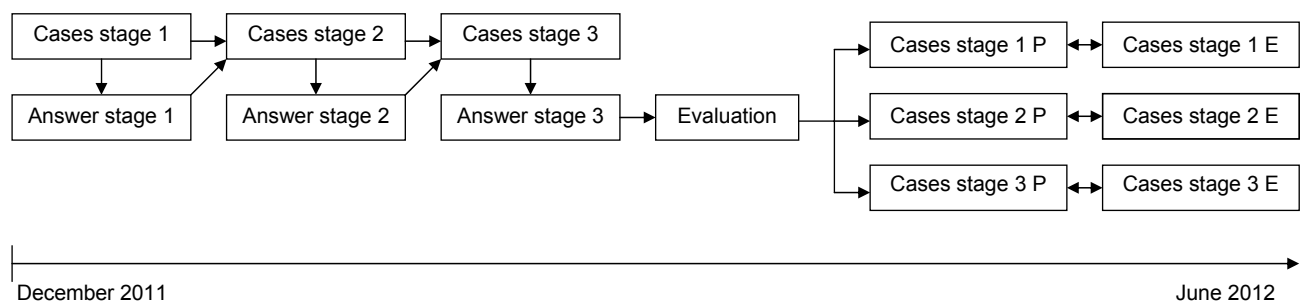 Cases stage 1
Cases stage 2
Cases stage 3
Answer stage 1
Answer stage 2
Answer stage 3
Evaluation
Cases stage 1 P
Cases stage 1 E
Cases stage 2 P
Cases stage 2 E
Cases stage 3 P
Cases stage 3 E
December 2011
June 2012